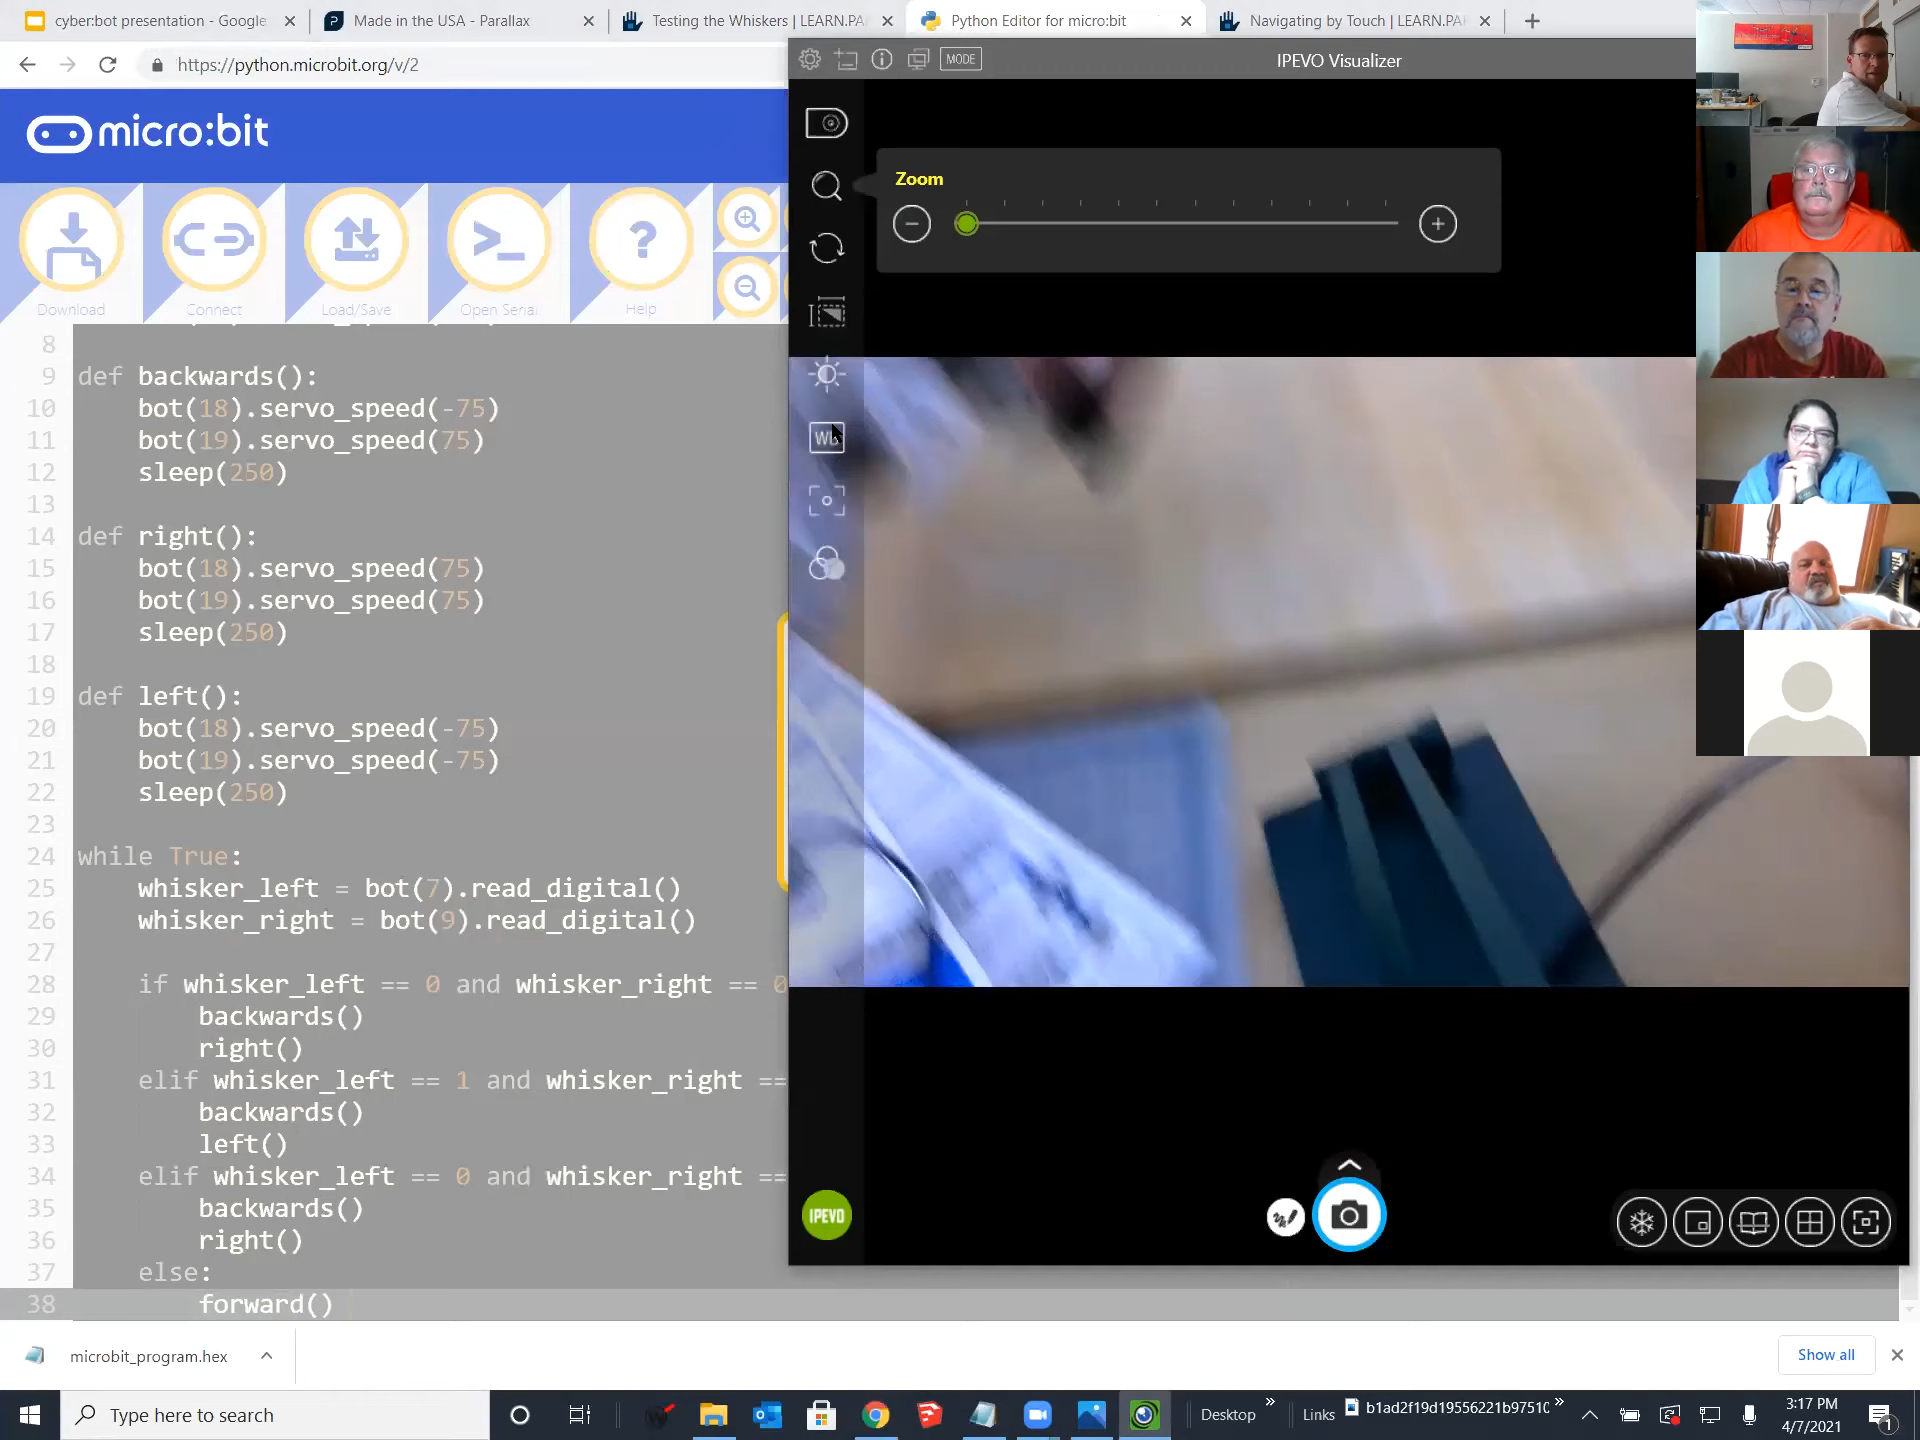 cyber:bot presentation - Google
Made in the USA - Parallax
Testing the Whiskers | LEARN.PA
Python Editor for micro:bit
Navigating by Touch | LEARN.PA
https://python.microbit.org/v/2
MODE
IPEVO Visualizer
micro:bit
Zoom
Download
Connect
Load/Save
Open Serial
Help
8
9 def backwards():
10 bot(18).servo_speed(-75)
11 bot(19).servo_speed(75)
12 sleep(250)
13
14 def right():
15 bot(18).servo_speed(75)
16 bot(19).servo_speed(75)
17 sleep(250)
18
19 def left():
20 bot(18).servo_speed(-75)
21 bot(19).servo_speed(-75)
22 sleep(250)
23
24 while True:
25 whisker_left = bot(7).read_digital()
26 whisker_right = bot(9).read_digital()
27
28 if whisker_left == 0 and whisker_right == 0
29 backwards()
30 right()
31 elif whisker_left == 1 and whisker_right ==
32 backwards()
33 left()
34 elif whisker_left == 0 and whisker_right ==
35 backwards()
36 right()
37 else:
38 forward()
IPEVO
microbit_program.hex
Show all
Type here to search
Desktop
Links
b1ad2f19d19556221b97510
3:17 PM
4/7/2021
1